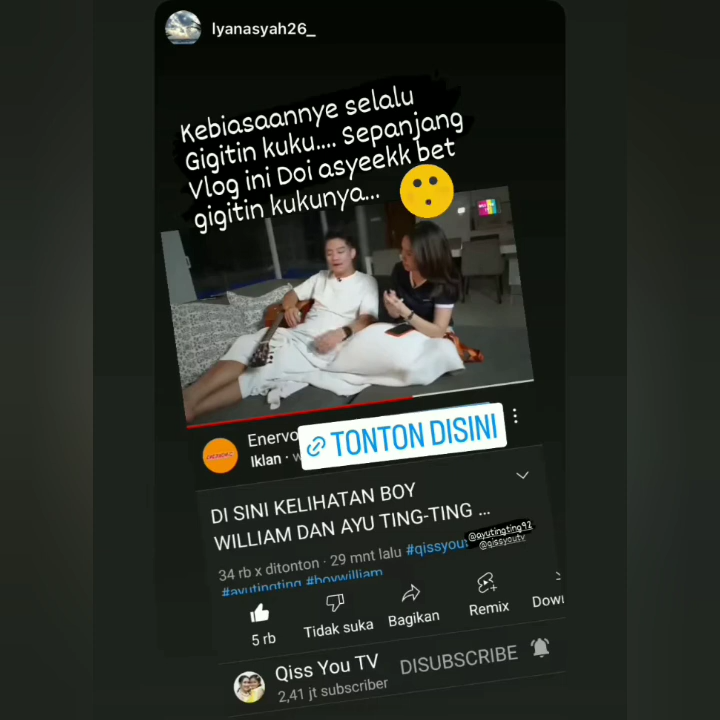 Iyanasyah26_
Kebiasaannye selalu
Gigitin kuku.... Sepanjang
Vlog ini Doi asyeekk bet
gigitin kukunya...
Enervo
TONTON DISINI
Iklan ·
DI SINI KELIHATAN BOY
WILLIAM DAN AYU TING-TING ...
@ayutingting92
@qissyoutv
34 rb x ditonton · 29 mnt lalu #qissyou
#ayutingting #boywilliam
5 rb
Tidak suka
Bagikan
Remix
Down
Qiss You TV
2,41 jt subscriber
DISUBSCRIBE